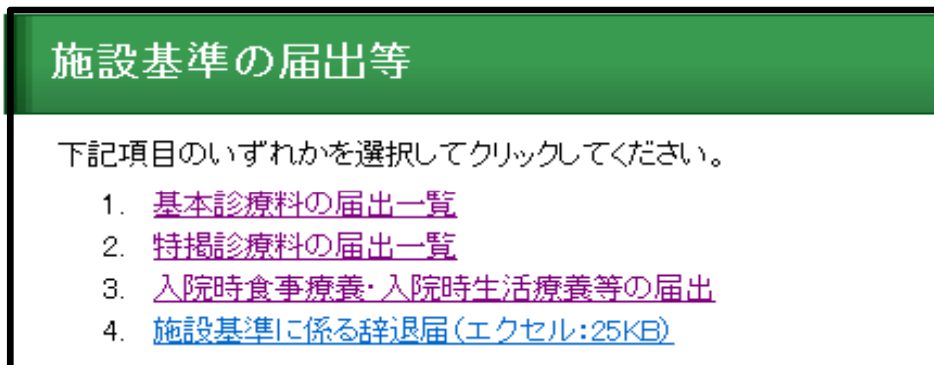 施設基準の届出等
下記項目のいずれかを選択してクリックしてください。
1. 基本診療料の届出一覧
2. 特掲診療料の届出一覧
3. 入院時食事療養・入院時生活療養等の届出
4. 施設基準に係る辞退届(エクセル:25KB)